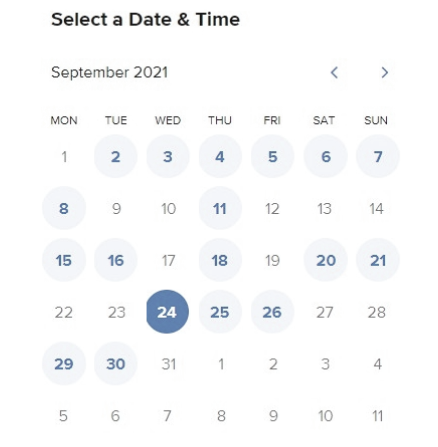 Select a Date & Time
September 2021
MON TUE WED THU FRI SAT SUN
1 2 3 4 5 6 7
8 9 10 11 12 13 14
15 16 17 18 19 20 21
22 23 24 25 26 27 28
29 30 31 1 2 3 4
5 6 7 8 9 10 11